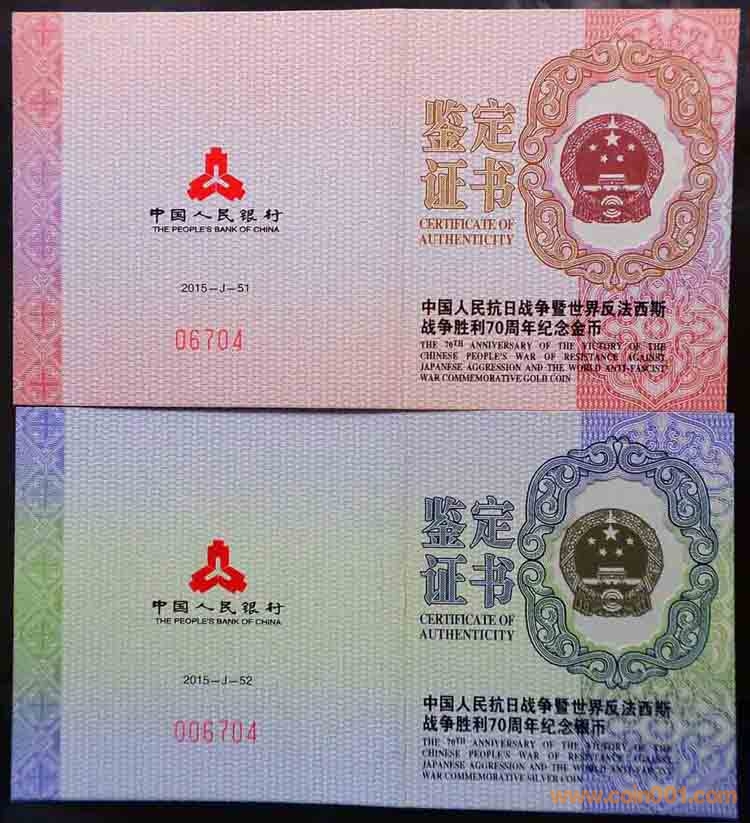 中国人民银行
THE PEOPLE'S BANK OF CHINA
2015-J-51
06704
鉴定
证书
CERTIFICATE OF
AUTHENTICITY
中国人民抗日战争暨世界反法西斯
战争胜利70周年纪念金币
THE 70TH ANNIVERSARY OF THE VICTORY OF THE
CHINESE PEOPLE'S WAR OF RESISTANCE AGAINST
JAPANESE AGGRESSION AND THE WORLD ANTI-FASCIST
WAR COMMEMORATIVE GOLD COIN
中国人民银行
THE PEOPLE'S BANK OF CHINA
2015-J-52
006704
鉴定
证书
CERTIFICATE OF
AUTHENTICITY
中国人民抗日战争暨世界反法西斯
战争胜利70周年纪念银币
THE 70TH ANNIVERSARY OF THE VICTORY OF THE
CHINESE PEOPLE'S WAR OF RESISTANCE AGAINST
JAPANESE AGGRESSION AND THE WORLD ANTI-FASCIST
WAR COMMEMORATIVE SILVER COIN
www.coin001.com